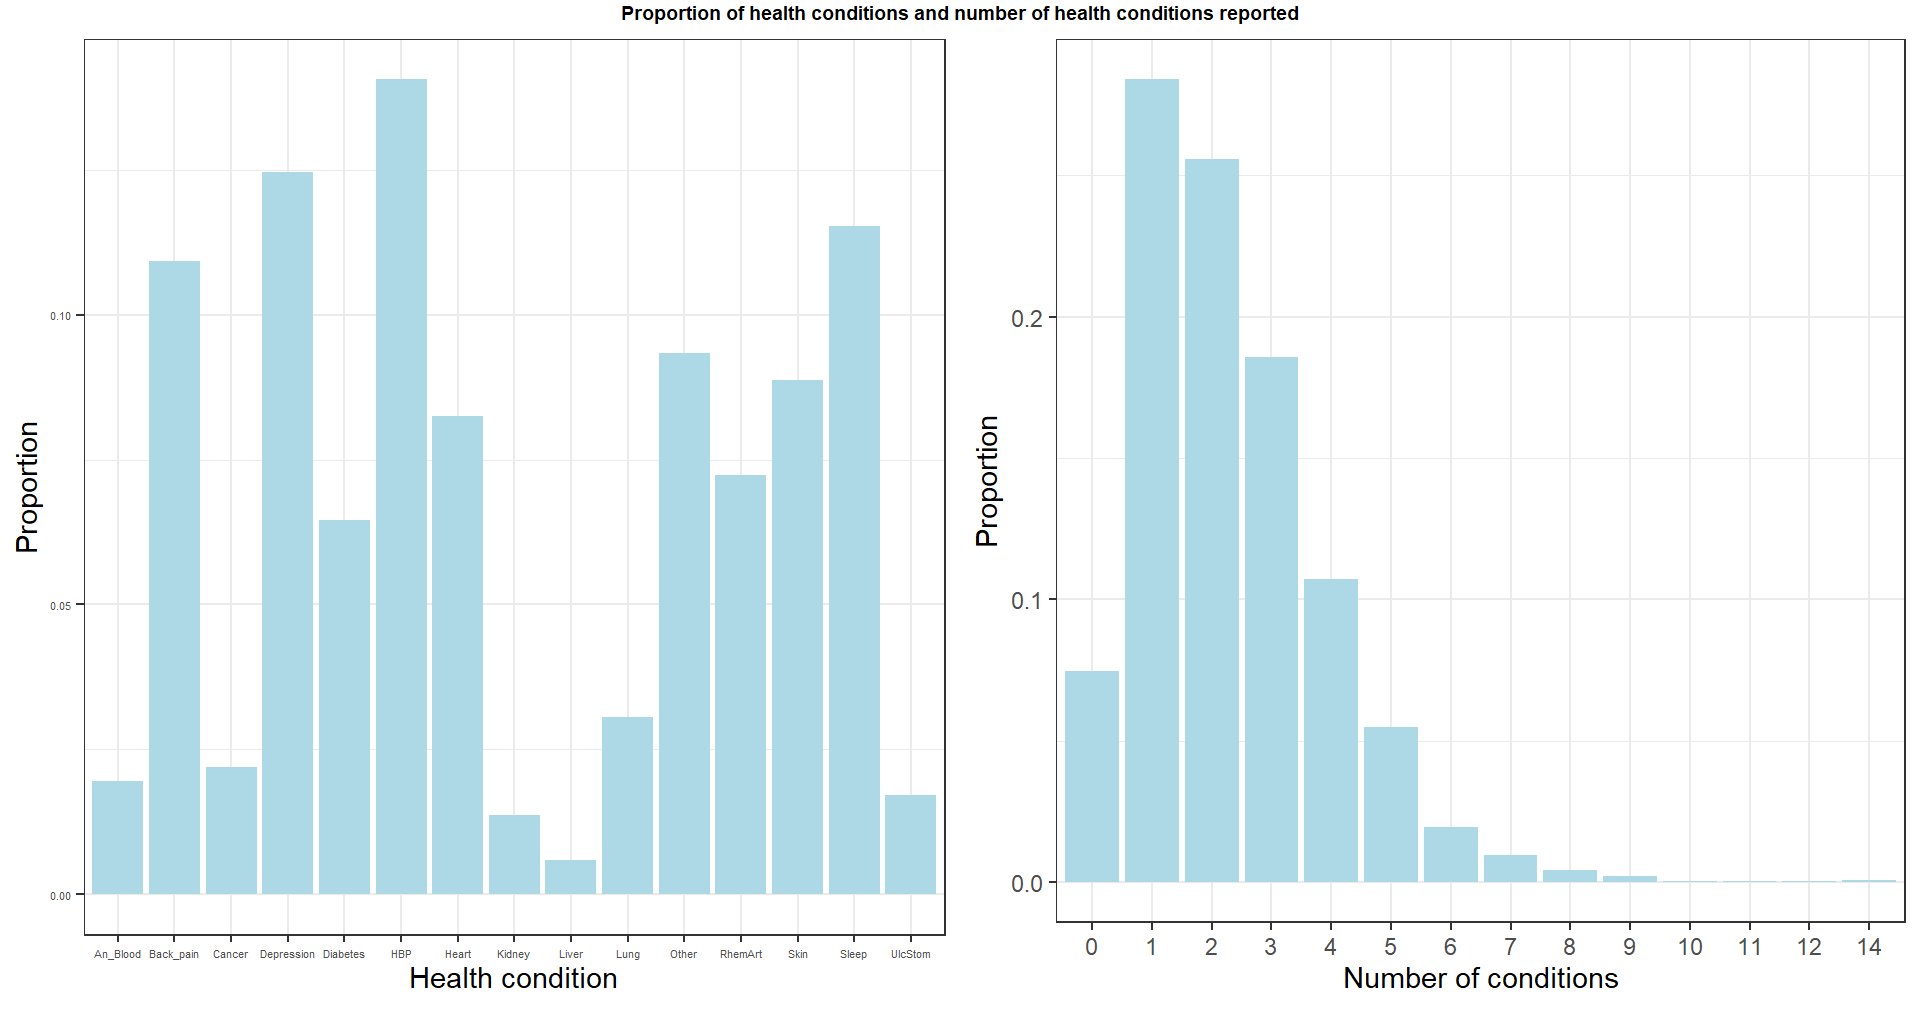 Proportion of health conditions and number of health conditions reported
Proportion
0.10
0.05
0.00
An_Blood Back_pain Cancer Depression Diabetes HBP Heart Kidney Liver Lung Other RhemArt Skin Sleep UlcStom
Health condition
Proportion
0.2
0.1
0.0
0 1 2 3 4 5 6 7 8 9 10 11 12 14
Number of conditions